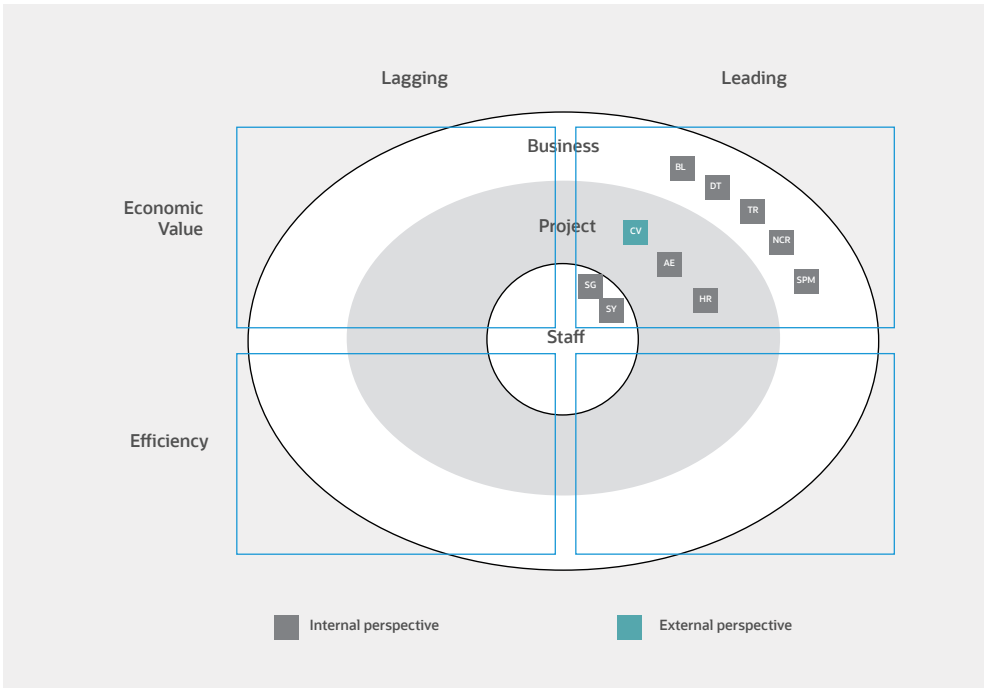 Lagging
Leading
Business
BL
DT
Economic
Value
TR
Project
CV
NCR
AE
SPM
SG
HR
SY
Staff
Efficiency
Internal perspective
External perspective